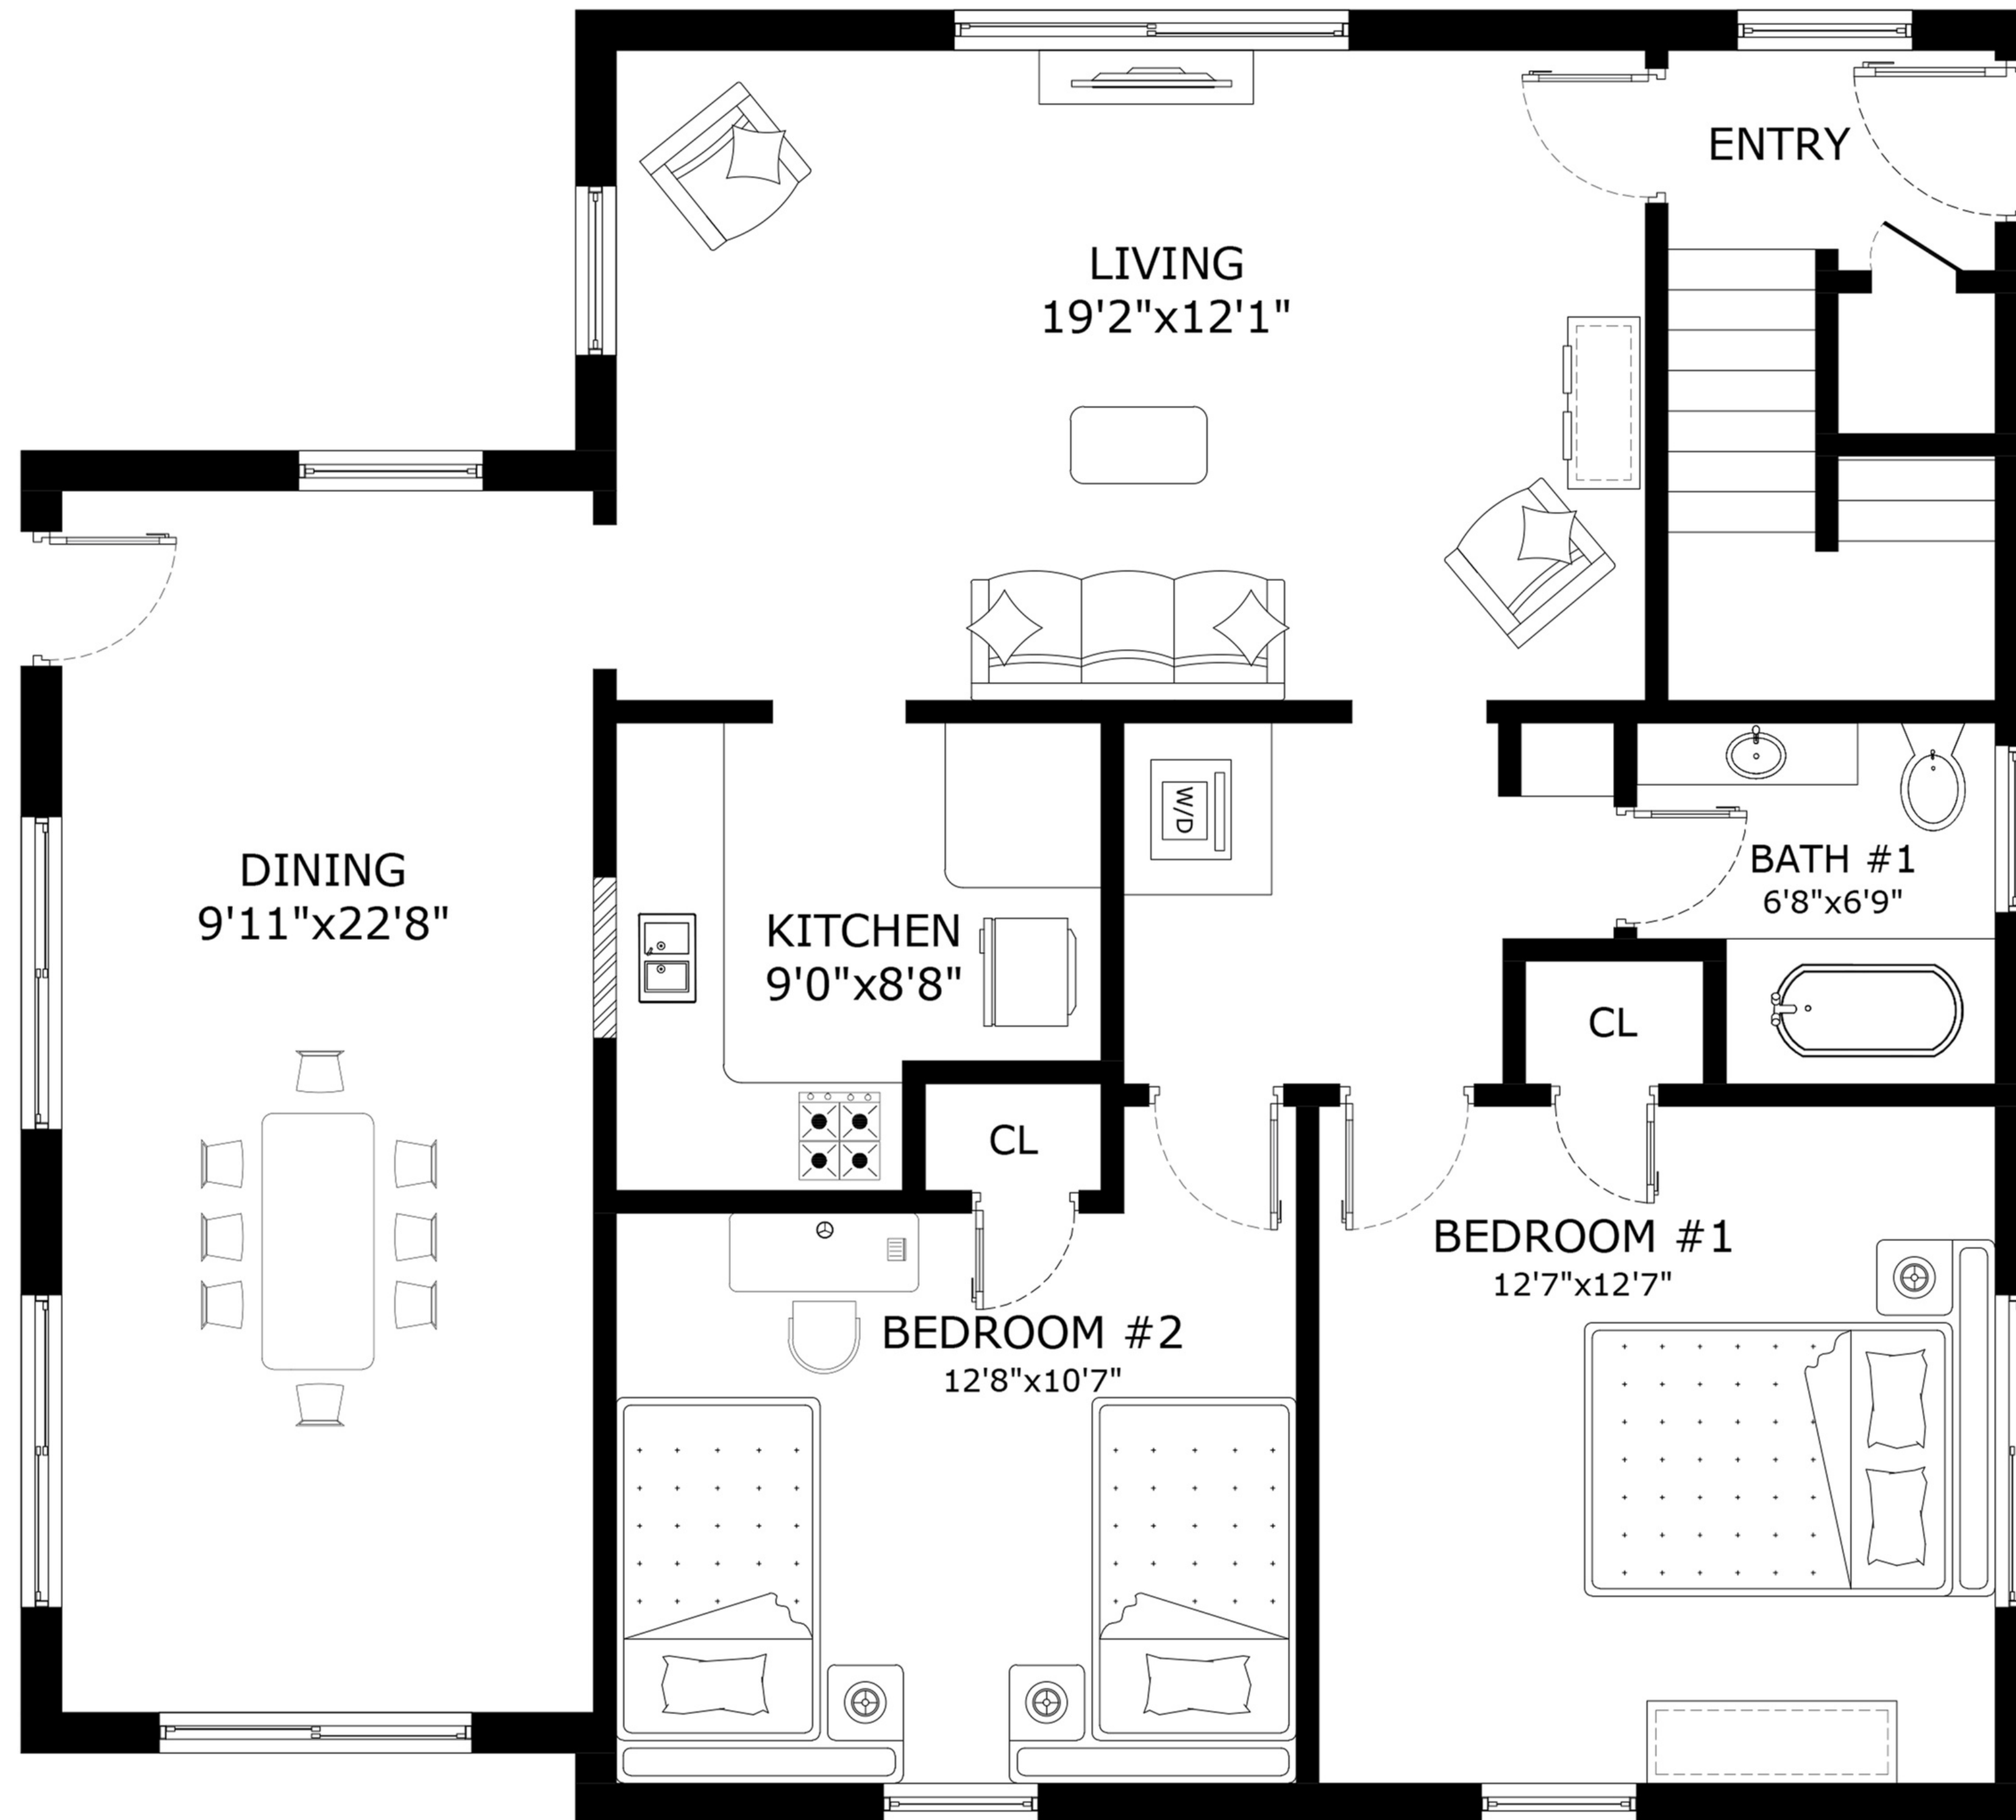 ENTRY
LIVING
19'2"x12'1"
W/D
DINING
9'11"x22'8"
KITCHEN
9'0"x8'8"
BATH #1
6'8"x6'9"
CL
CL
BEDROOM #1
12'7"x12'7"
BEDROOM #2
12'8"x10'7"